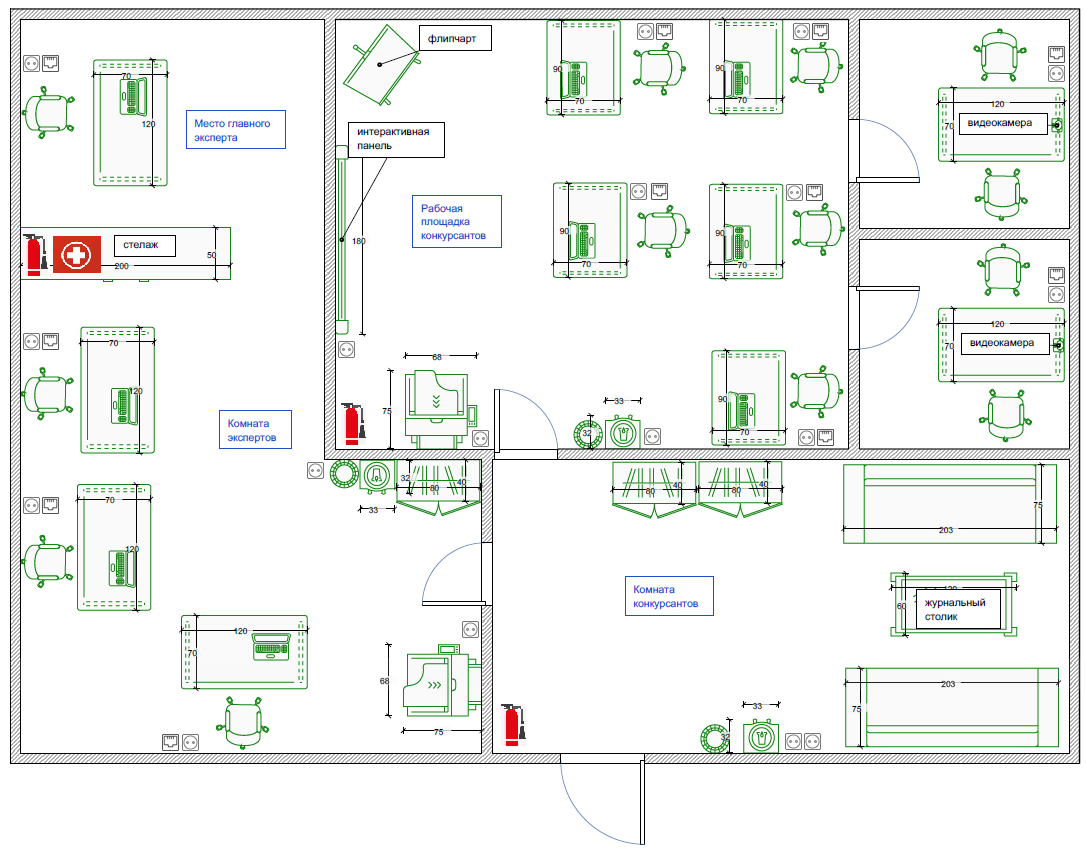 флипчарт
90
70
90
70
70
120
Место главного
эксперта
интерактивная
панель
120
70
видеокамера
Рабочая
площадка
конкурсантов
180
90
70
90
70
стелаж
200
50
120
70
видеокамера
70
120
68
75
33
32
90
70
Комната
экспертов
32
33
80
40
80
40
80
40
203
75
70
120
Комната
конкурсантов
120
60
журнальный
столик
120
70
68
75
203
75
33
32